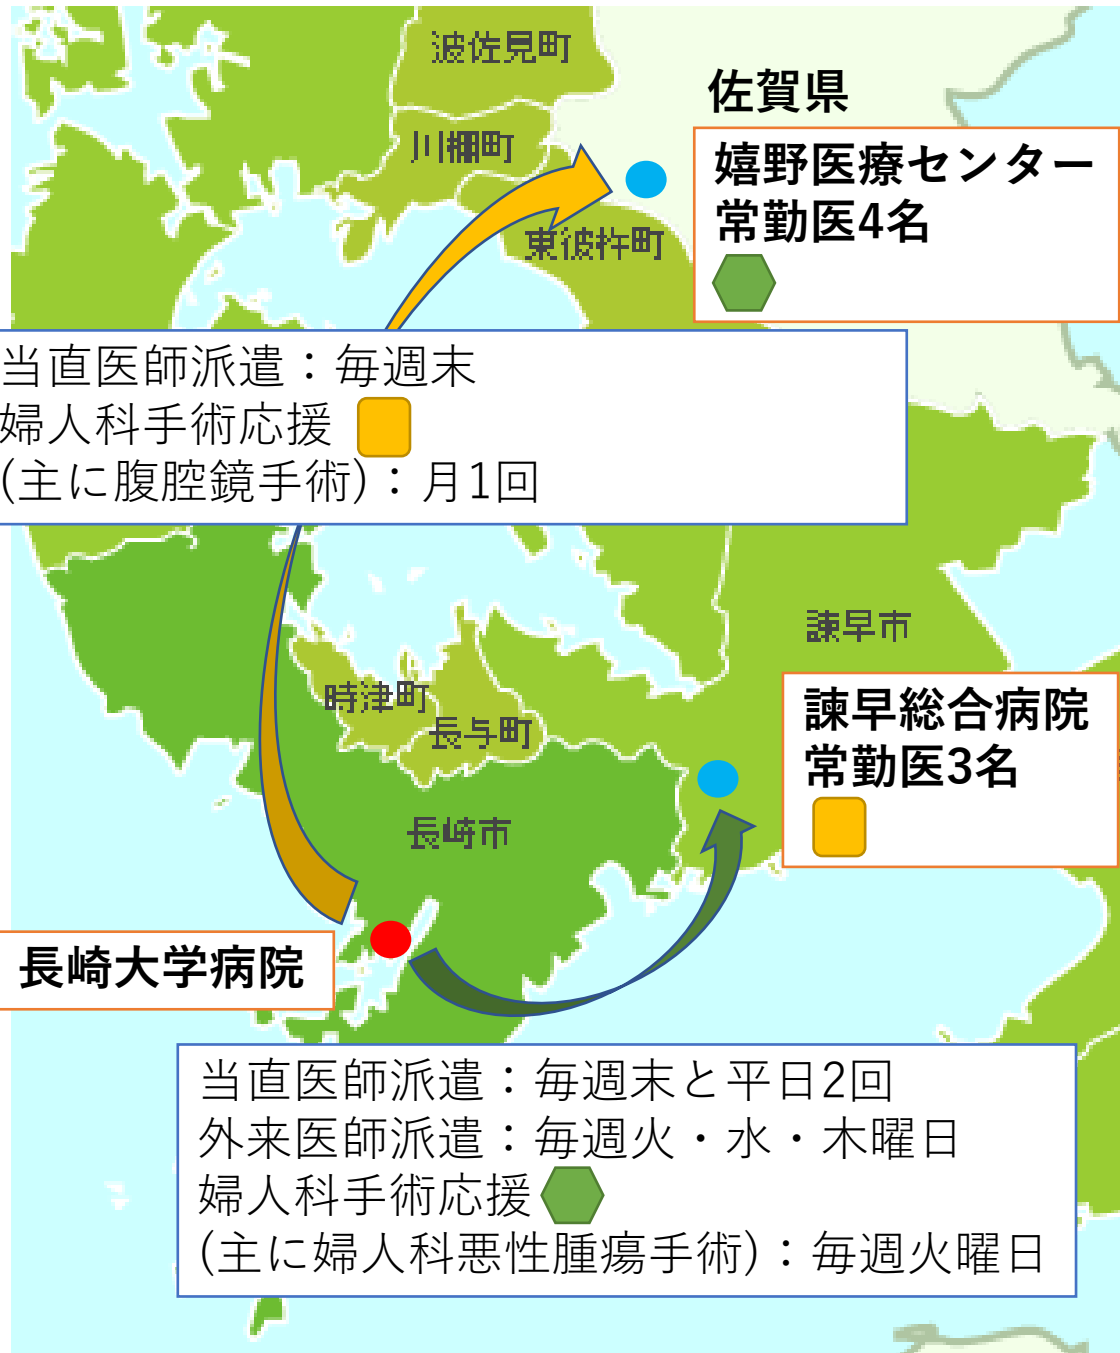 波佐見町
佐賀県
川棚町
嬉野医療センター
常勤医4名
東彼杵町
当直医師派遣：毎週末
婦人科手術応援
(主に腹腔鏡手術)：月1回
諫早市
時津町
長与町
諫早総合病院
常勤医3名
長崎市
長崎大学病院
当直医師派遣：毎週末と平日2回
外来医師派遣：毎週火・水・木曜日
婦人科手術応援
(主に婦人科悪性腫瘍手術)：毎週火曜日